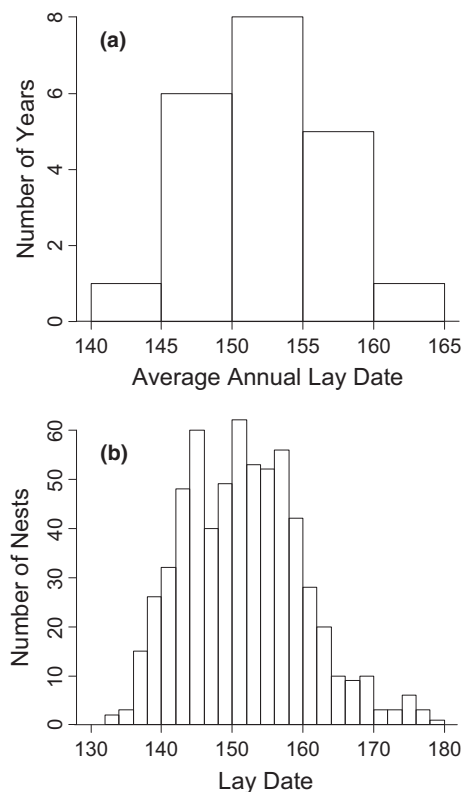 (a)
Number of Years
8
6
4
2
0
140 145 150 155 160 165
Average Annual Lay Date
(b)
Number of Nests
60
50
40
30
20
10
0
130 140 150 160 170 180
Lay Date